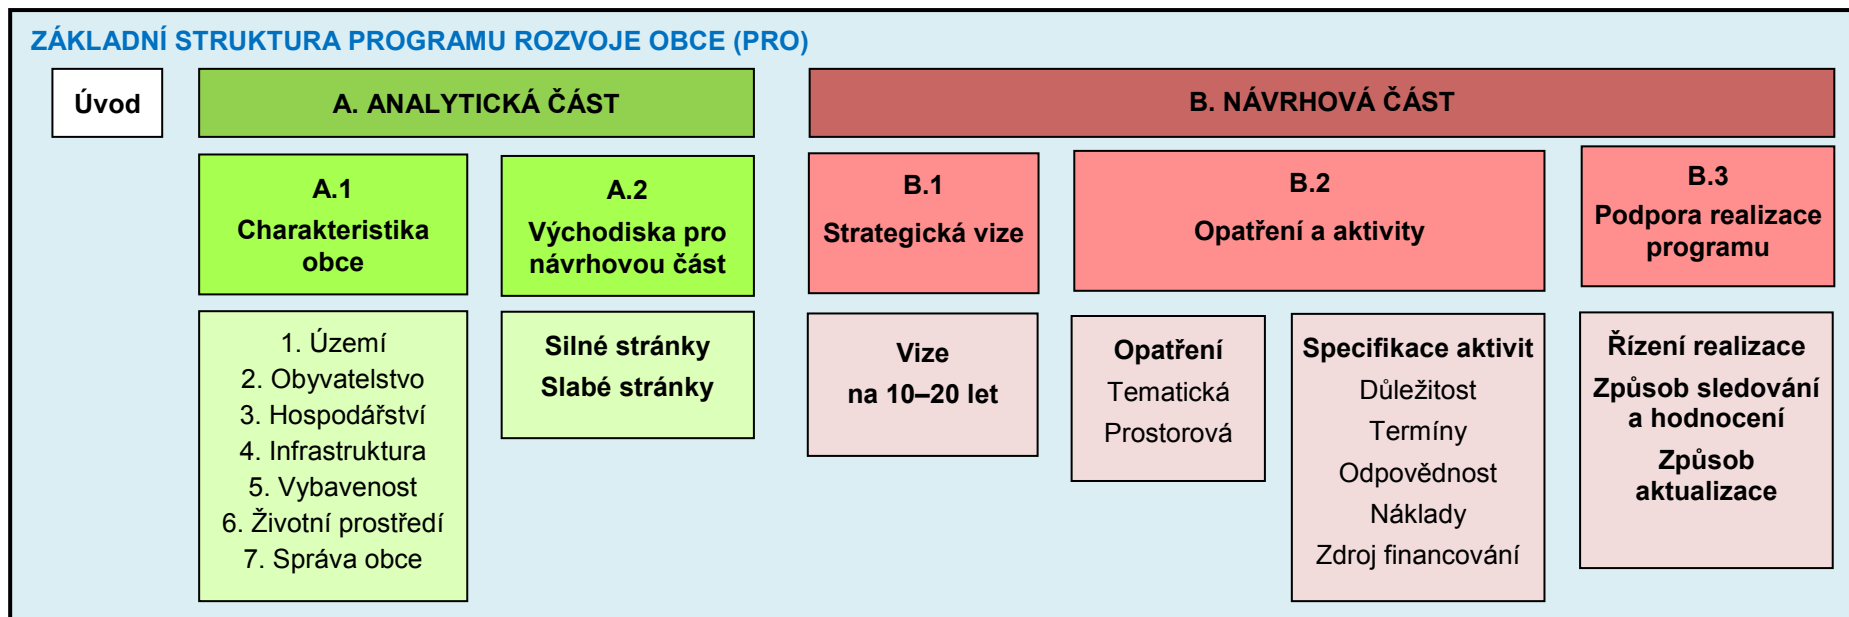 ZÁKLADNÍ STRUKTURA PROGRAMU ROZVOJE OBCE (PRO)
Úvod
A. ANALYTICKÁ ČÁST
B. NÁVRHOVÁ ČÁST
A.1
Charakteristika
obce
A.2
Východiska pro
návrhovou část
B.1
Strategická vize
B.2
Opatření a aktivity
B.3
Podpora realizace
programu
1. Území
2. Obyvatelstvo
3. Hospodářství
4. Infrastruktura
5. Vybavenost
6. Životní prostředí
7. Správa obce
Silné stránky
Slabé stránky
Vize
na 10–20 let
Opatření
Tematická
Prostorová
Specifikace aktivit
Důležitost
Termíny
Odpovědnost
Náklady
Zdroj financování
Řízení realizace
Způsob sledování
a hodnocení
Způsob
aktualizace